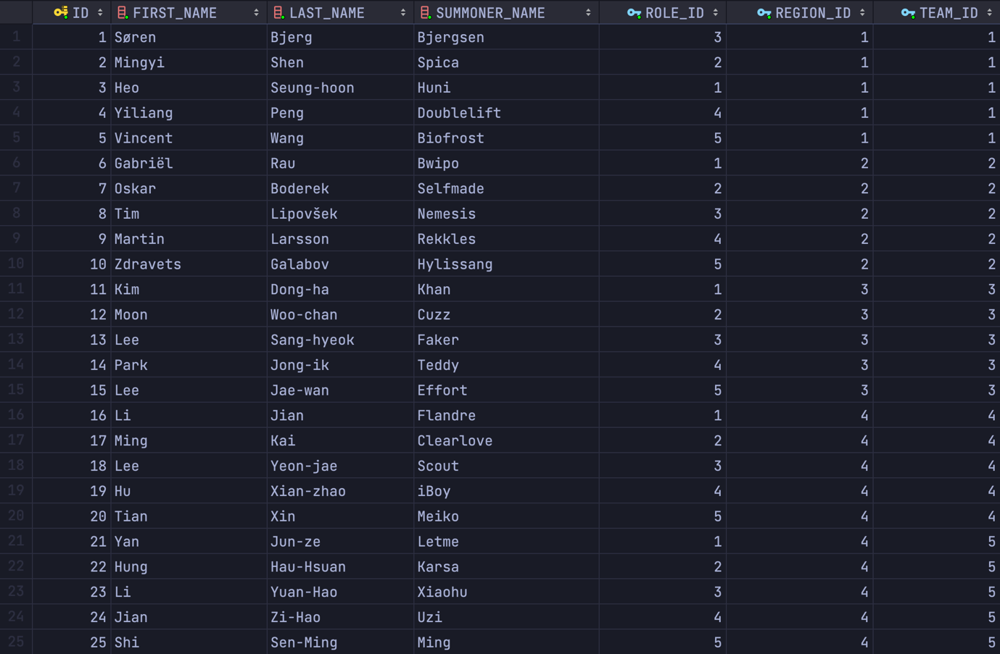 ID FIRST_NAME LAST_NAME SUMMONER_NAME ROLE_ID REGION_ID TEAM_ID
1 1 Søren Bjerg Bjergsen 3 1 1
2 2 Mingyi Shen Spica 2 1 1
3 3 Heo Seung-hoon Huni 1 1 1
4 4 Yiliang Peng Doublelift 4 1 1
5 5 Vincent Wang Biofrost 5 1 1
6 6 Gabriël Rau Bwipo 1 2 2
7 7 Oskar Boderek Selfmade 2 2 2
8 8 Tim Lipovšek Nemesis 3 2 2
9 9 Martin Larsson Rekkles 4 2 2
10 10 Zdravets Galabov Hylissang 5 2 2
11 11 Kim Dong-ha Khan 1 3 3
12 12 Moon Woo-chan Cuzz 2 3 3
13 13 Lee Sang-hyeok Faker 3 3 3
14 14 Park Jong-ik Teddy 4 3 3
15 15 Lee Jae-wan Effort 5 3 3
16 16 Li Jian Flandre 1 4 4
17 17 Ming Kai Clearlove 2 4 4
18 18 Lee Yeon-jae Scout 3 4 4
19 19 Hu Xian-zhao iBoy 4 4 4
20 20 Tian Xin Meiko 5 4 4
21 21 Yan Jun-ze Letme 1 4 5
22 22 Hung Hau-Hsuan Karsa 2 4 5
23 23 Li Yuan-Hao Xiaohu 3 4 5
24 24 Jian Zi-Hao Uzi 4 4 5
25 25 Shi Sen-Ming Ming 5 4 5